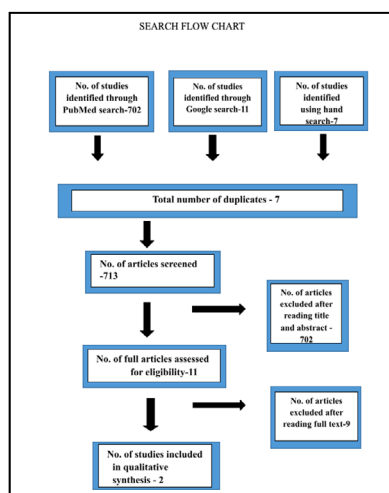 SEARCH FLOW CHART
No. of studies
identified through
PubMed search-702
No. of studies
identified through
Google search-11
No. of studies
identified
using hand
search-7
Total number of duplicates - 7
No. of articles screened
-713
No. of articles
excluded after
reading title
and abstract -
702
No. of full articles assessed
for eligibility-11
No. of articles
excluded after
reading full text-9
No. of studies included
in qualitative
synthesis - 2